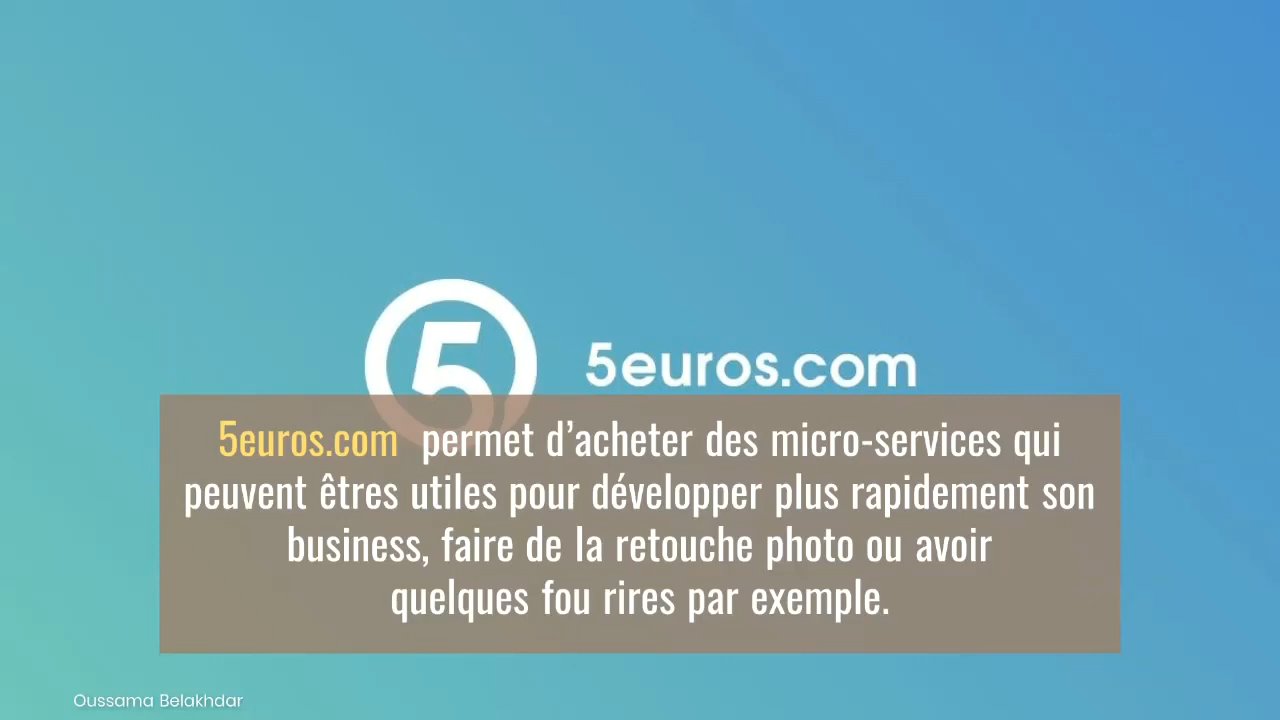 5
5euros.com
5euros.com permet d’acheter des micro-services qui
peuvent êtres utiles pour développer plus rapidement son
business, faire de la retouche photo ou avoir
quelques fou rires par exemple.
Oussama Belakhdar